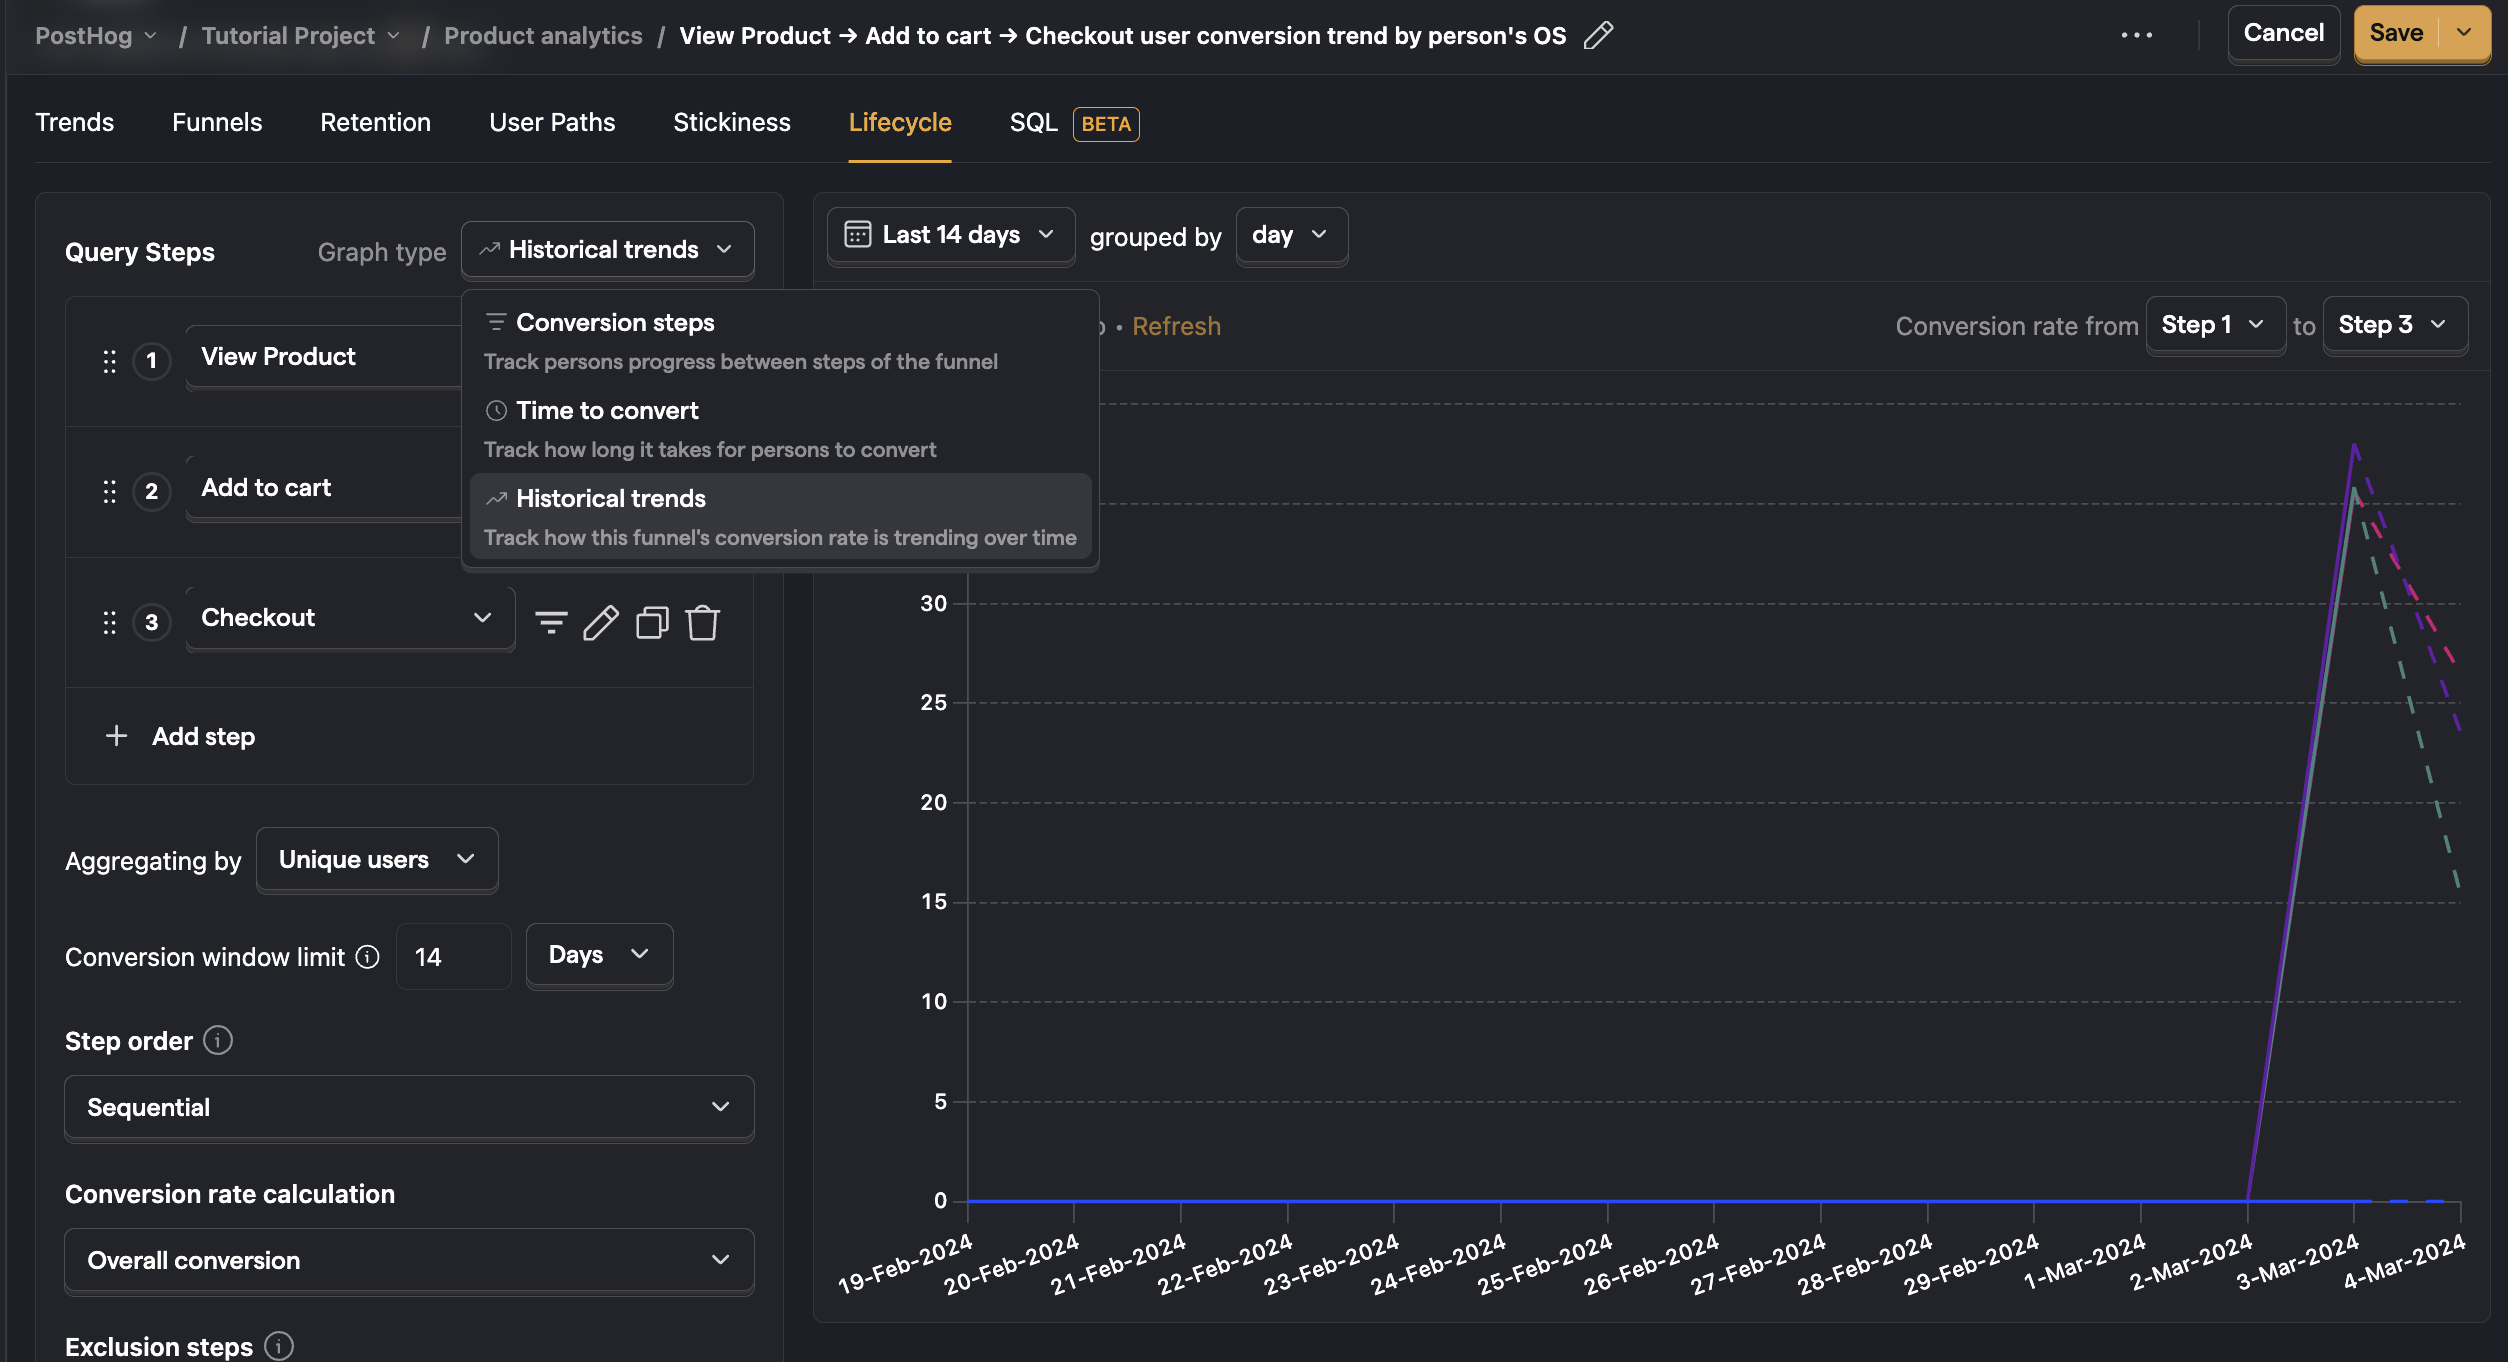 PostHog / Tutorial Project / Product analytics / View Product → Add to cart → Checkout user conversion trend by person's OS
Cancel
Save
Trends
Funnels
Retention
User Paths
Stickiness
Lifecycle
SQL BETA
Query Steps
Graph type
Historical trends
Conversion steps
Track persons progress between steps of the funnel
Time to convert
Track how long it takes for persons to convert
Historical trends
Track how this funnel's conversion rate is trending over time
1 View Product
2 Add to cart
3 Checkout
+ Add step
Aggregating by Unique users
Conversion window limit 14 Days
Step order
Sequential
Conversion rate calculation
Overall conversion
Exclusion steps
Last 14 days grouped by day
• Refresh
Conversion rate from Step 1 to Step 3
30
25
20
15
10
5
0
19-Feb-2024
20-Feb-2024
21-Feb-2024
22-Feb-2024
23-Feb-2024
24-Feb-2024
25-Feb-2024
26-Feb-2024
27-Feb-2024
28-Feb-2024
29-Feb-2024
1-Mar-2024
2-Mar-2024
3-Mar-2024
4-Mar-2024